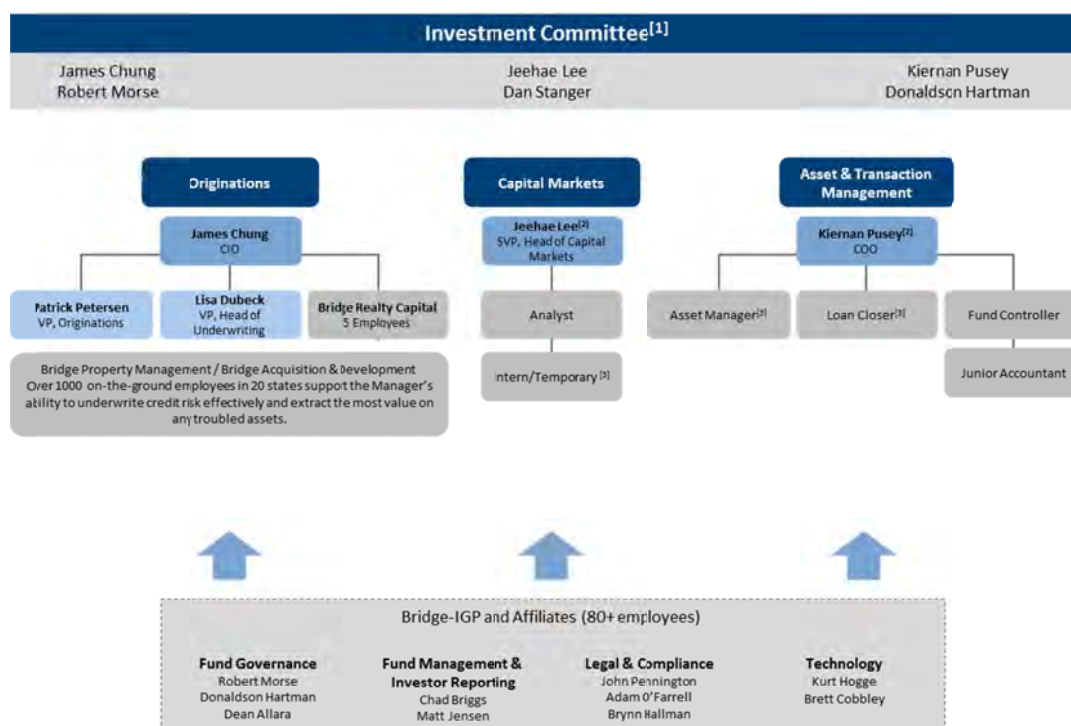 Investment Committee[1]
James Chung
Robert Morse
Jeehae Lee
Dan Stanger
Kiernan Pusey
Donaldson Hartman
Originations
James Chung
CIO
Patrick Petersen
VP, Originations
Lisa Dubeck
VP, Head of
Underwriting
Bridge Realty Capital
5 Employees
Bridge Property Management / Bridge Acquisition & Development
Over 1000 on-the-ground employees in 20 states support the Manager's
ability to underwrite credit risk effectively and extract the most value on
any troubled assets.
Capital Markets
Jeehae Lee[2]
SVP, Head of Capital
Markets
Analyst
Intern/Temporary [3]
Asset & Transaction
Management
Kiernan Pusey[2]
COO
Asset Manager[3]
Loan Closer[3]
Fund Controller
Junior Accountant
Bridge-IGP and Affiliates (80+ employees)
Fund Governance
Robert Morse
Donaldson Hartman
Dean Allara
Fund Management &
Investor Reporting
Chad Briggs
Matt Jensen
Legal & Compliance
John Pennington
Adam O'Farrell
Brynn Hallman
Technology
Kurt Hogge
Brett Cobbley